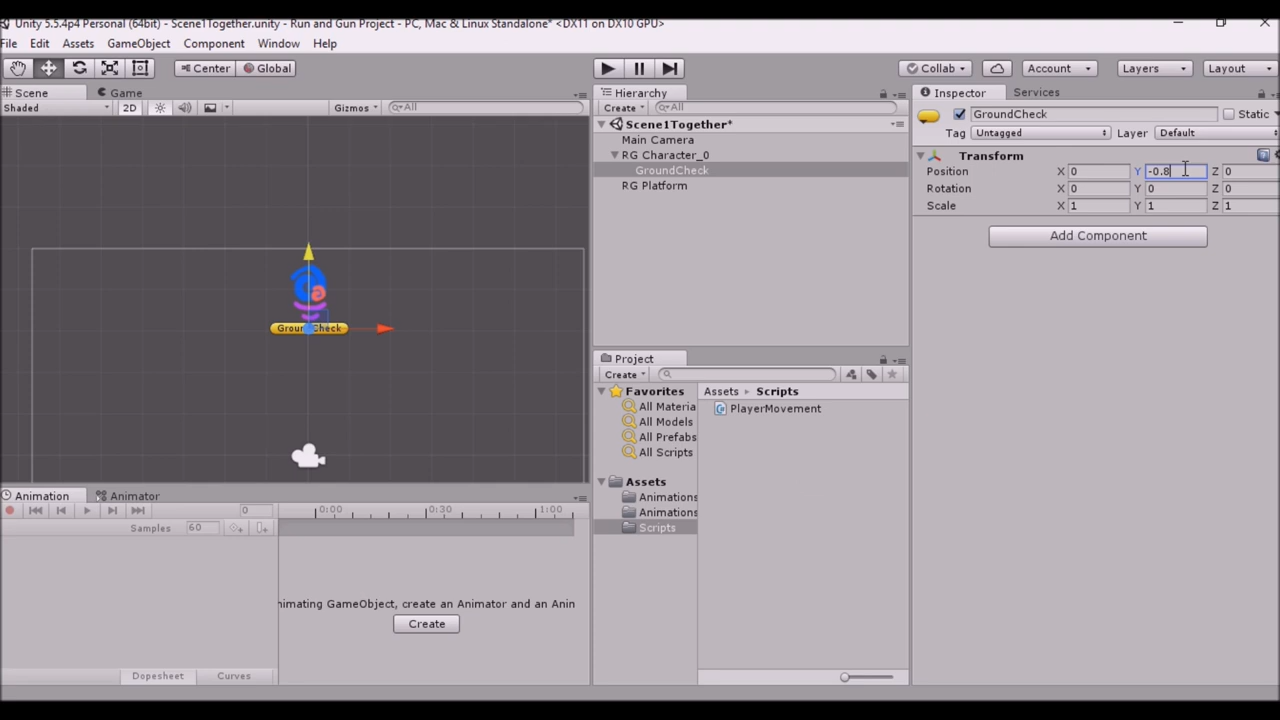 Unity 5.5.4p4 Personal (64bit) - Scene1Together.unity - Run and Gun Project - PC, Mac & Linux Standalone* <DX11 on DX10 GPU>
File Edit Assets GameObject Component Window Help
Center Global Collab Account Layers Layout
Scene Game
Shaded 2D Gizmos All
GroundCheck
Hierarchy
Create All
Scene1Together*
Main Camera
RG Character_0
GroundCheck
RG Platform
Inspector Services
GroundCheck Static
Tag Untagged Layer Default
Transform
Position X 0 Y -0.8 Z 0
Rotation X 0 Y 0 Z 0
Scale X 1 Y 1 Z 1
Add Component
Project
Create
Favorites
All Materia
All Models
All Prefabs
All Scripts
Assets
Animations
Animations
Scripts
Assets Scripts
PlayerMovement
Animation Animator
0 0:00 0:30 1:00
Samples 60
nimating GameObject, create an Animator and an Anin
Create
Dopesheet Curves